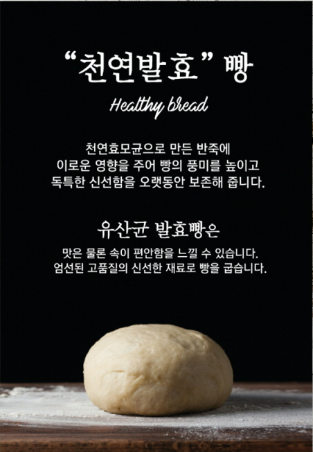 “천연발효” 빵
Healthy bread
천연효모균으로 만든 반죽에
이로운 영향을 주어 빵의 풍미를 높이고
독특한 신선함을 오랫동안 보존해 줍니다.
유산균 발효빵은
맛은 물론 속이 편안함을 느낄 수 있습니다.
엄선된 고품질의 신선한 재료로 빵을 굽습니다.